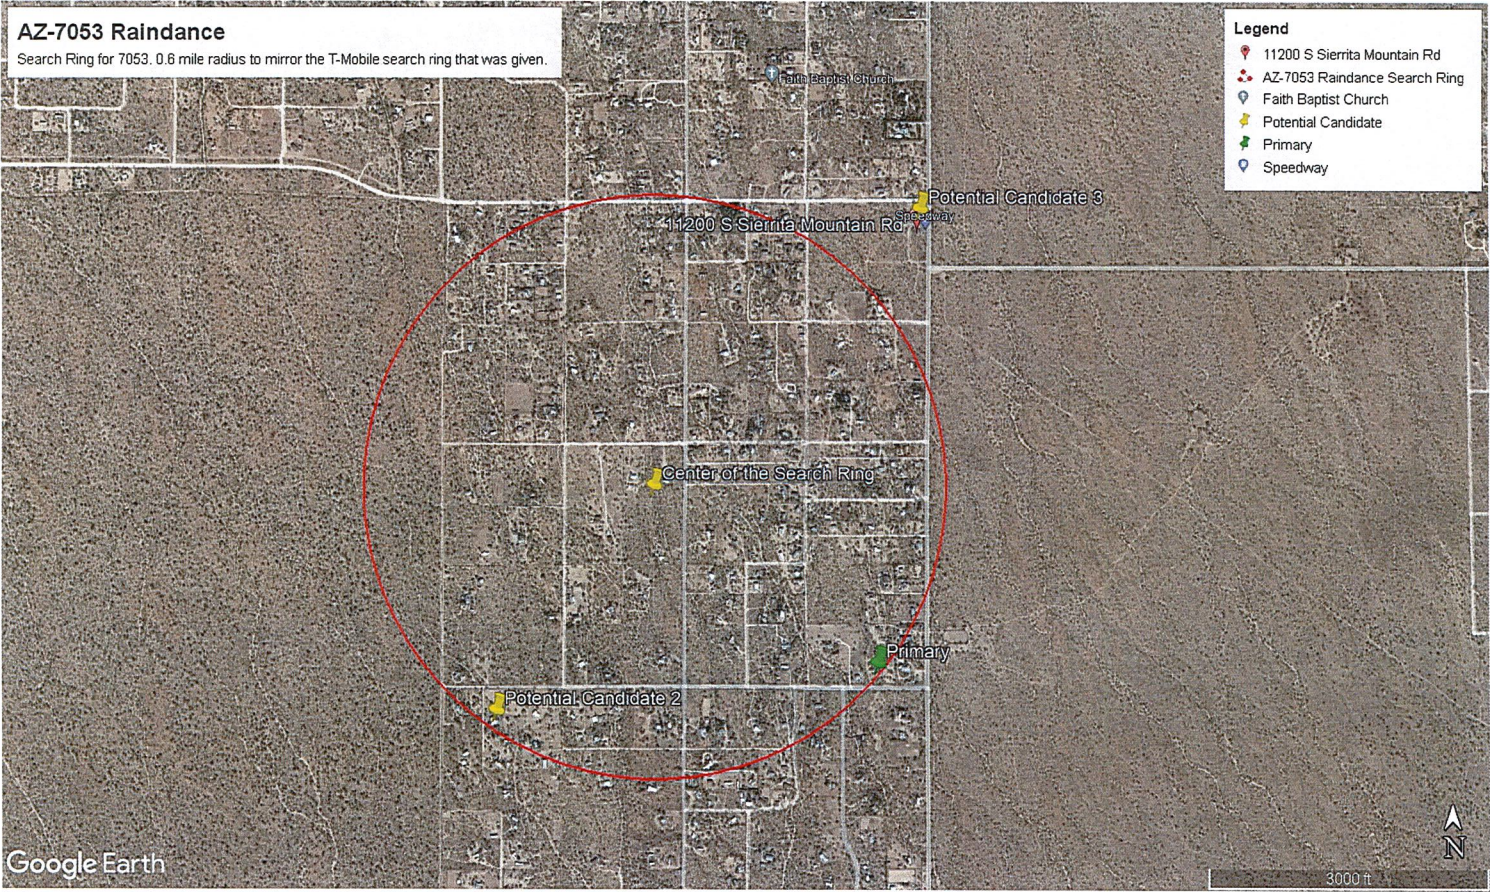 AZ-7053 Raindance
Search Ring for 7053. 0.6 mile radius to mirror the T-Mobile search ring that was given.
Legend
11200 S Sierrita Mountain Rd
AZ-7053 Raindance Search Ring
Faith Baptist Church
Potential Candidate
Primary
Speedway
Faith Baptist Church
Potential Candidate 3
Speedway
11200 S Sierrita Mountain Rd
Center of the Search Ring
Primary
Potential Candidate 2
Google Earth
N
3000 ft